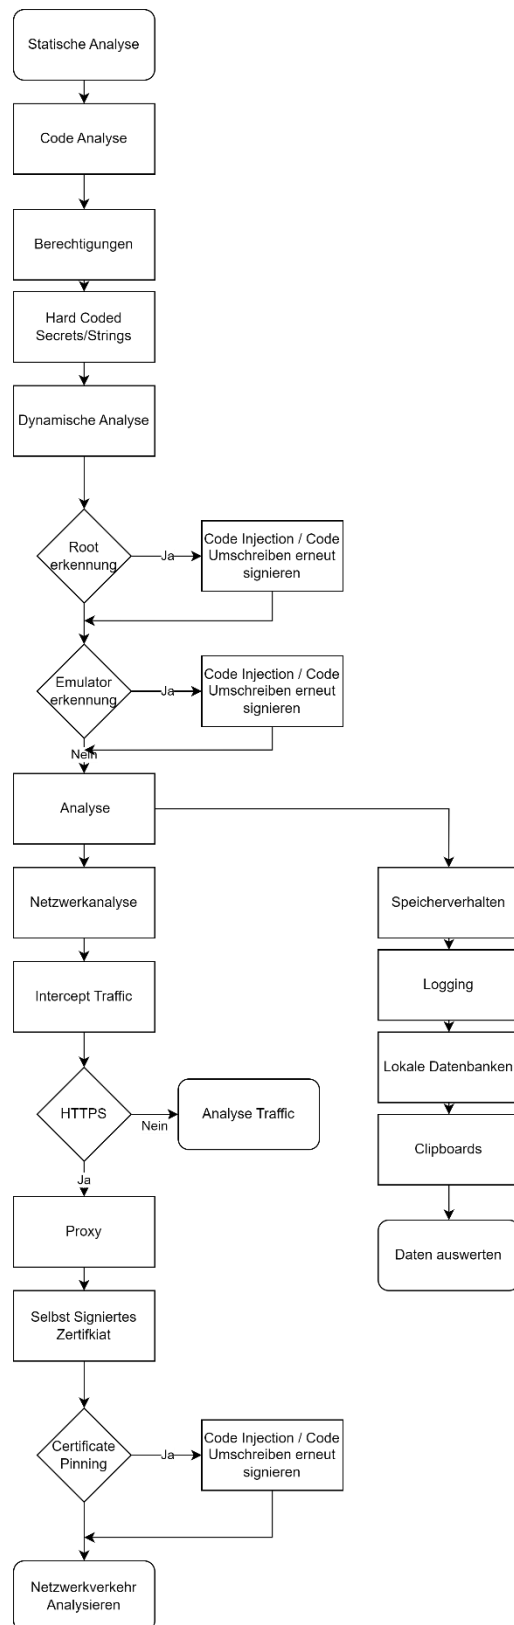 Statische Analyse
Code Analyse
Berechtigungen
Hard Coded
Secrets/Strings
Dynamische Analyse
Root
erkennung
Ja
Code Injection / Code
Umschreiben erneut
signieren
Emulator
erkennung
Ja
Code Injection / Code
Umschreiben erneut
signieren
Nein
Analyse
Netzwerkanalyse
Intercept Traffic
HTTPS
Nein
Analyse Traffic
Ja
Proxy
Selbst Signiertes
Zertifkiat
Certificate
Pinning
Ja
Code Injection / Code
Umschreiben erneut
signieren
Netzwerkverkehr
Analysieren
Speicherverhalten
Logging
Lokale Datenbanken
Clipboards
Daten auswerten